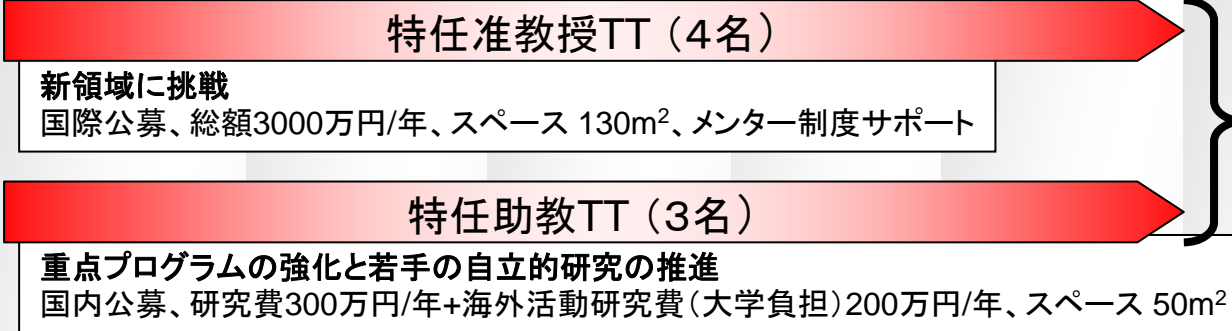 特任准教授TT（４名）
新領域に挑戦
国際公募、総額3000万円/年、スペース 130m²、メンター制度サポート
特任助教TT（３名）
重点プログラムの強化と若手の自立的研究の推進
国内公募、研究費300万円/年+海外活動研究費（大学負担）200万円/年、スペース 50m²